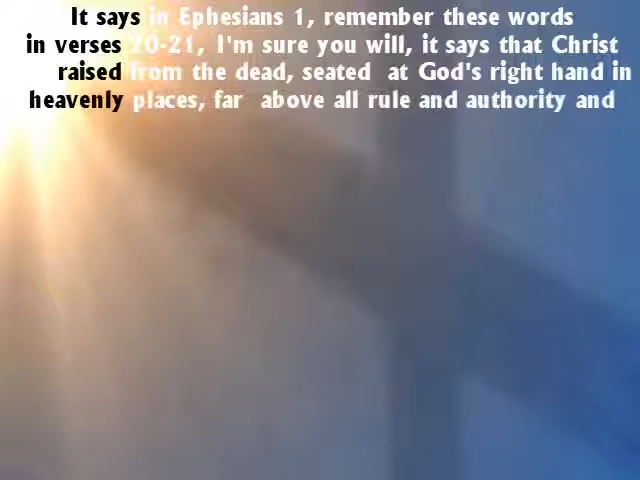 It says in Ephesians 1, remember these words
in verses 20-21, I'm sure you will, it says that Christ
raised from the dead, seated at God's right hand in
heavenly places, far above all rule and authority and